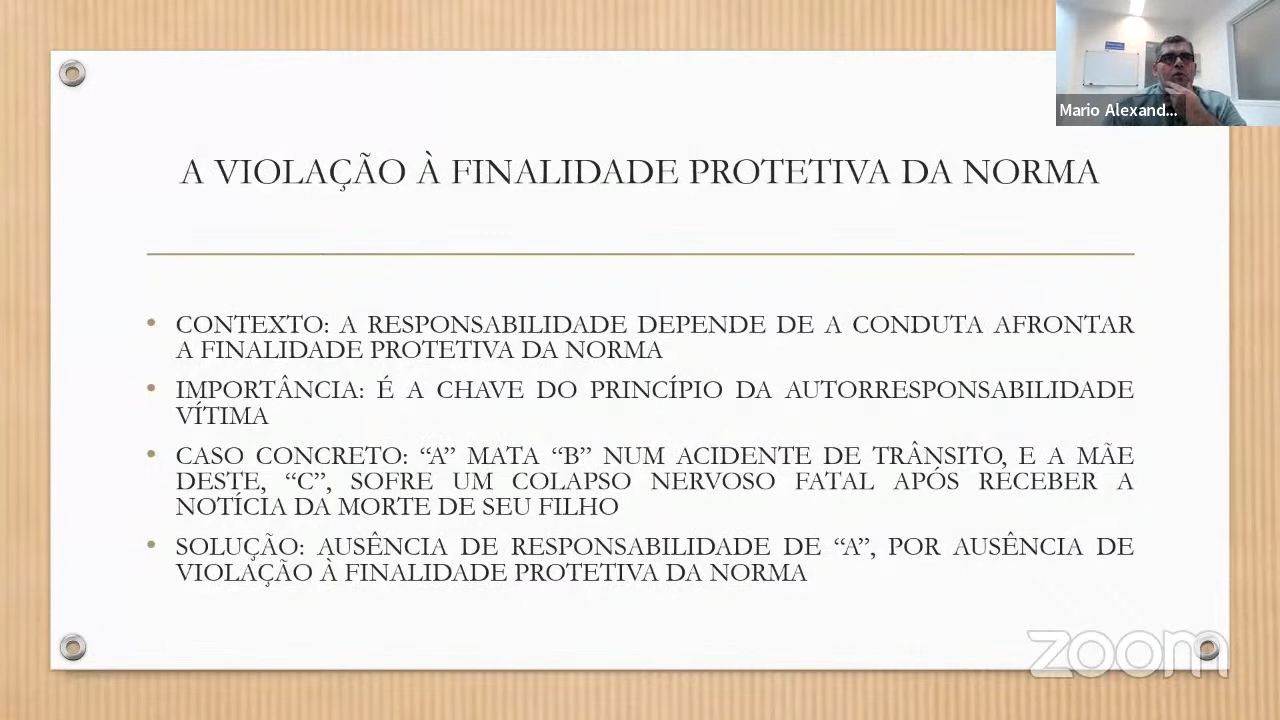 Mario Alexand...
A VIOLAÇÃO À FINALIDADE PROTETIVA DA NORMA
• CONTEXTO: A RESPONSABILIDADE DEPENDE DE A CONDUTA AFRONTAR
A FINALIDADE PROTETIVA DA NORMA
• IMPORTÂNCIA: É A CHAVE DO PRINCÍPIO DA AUTORRESPONSABILIDADE
VÍTIMA
• CASO CONCRETO: “A” MATA “B” NUM ACIDENTE DE TRÂNSITO, E A MÃE
DESTE, “C”, SOFRE UM COLAPSO NERVOSO FATAL APÓS RECEBER A
NOTÍCIA DA MORTE DE SEU FILHO
• SOLUÇÃO: AUSÊNCIA DE RESPONSABILIDADE DE “A”, POR AUSÊNCIA DE
VIOLAÇÃO À FINALIDADE PROTETIVA DA NORMA
zoom